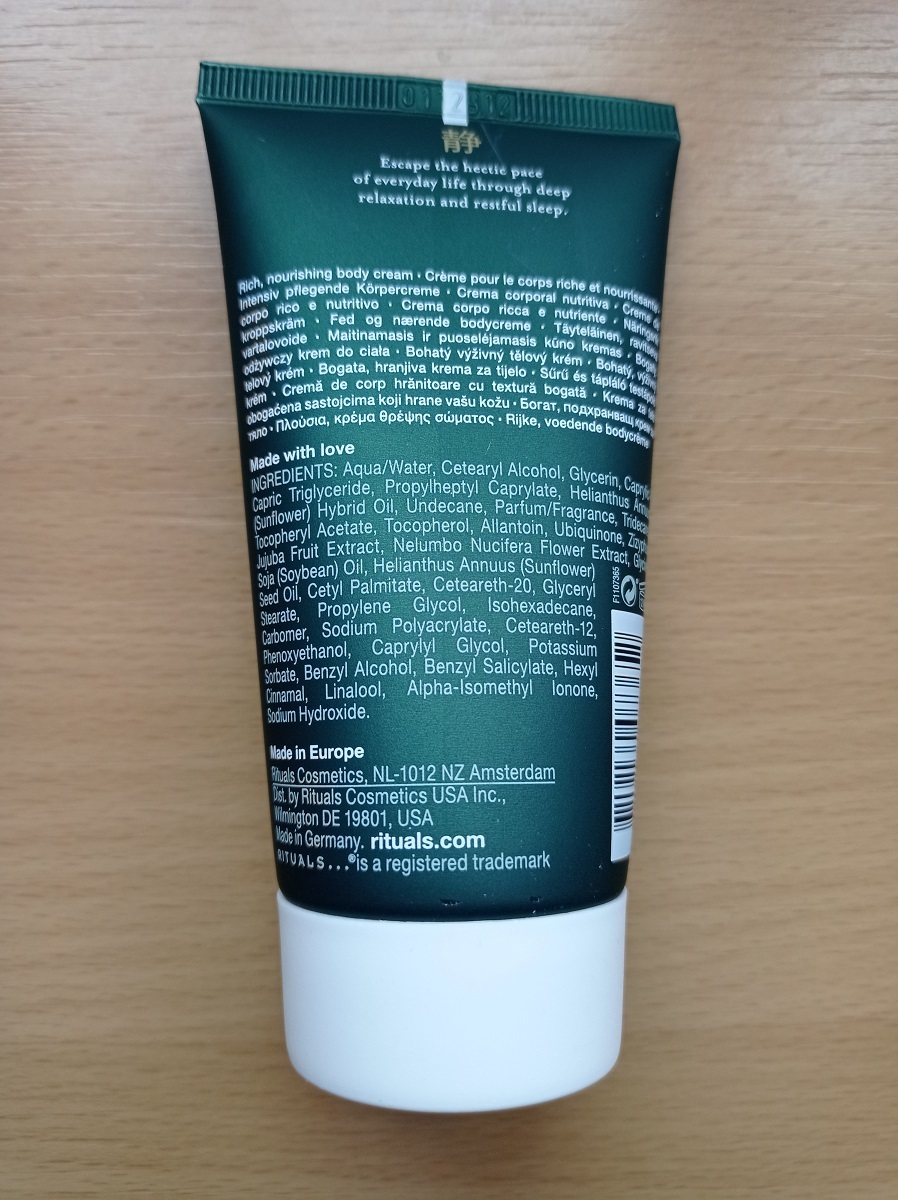 静
Escape the hectic pace
of everyday life through deep
relaxation and restful sleep.
Rich, nourishing body cream · Crème pour le corps riche et nourrissante
Intensiv pflegende Körpercreme · Crema corporal nutritiva · Creme de
corpo rico e nutritivo · Crema corpo ricca e nutriente · Näringsr
kroppskräm · Fed og nærende bodycreme · Täyteläinen, ravitseva
vartalovoide · Maitinamasis ir puoselėjamasis kūno kremas · Bogaty
odżywczy krem do ciała · Bohatý výživný tělový krém · Bohatý, výživný
telový krém · Bogata, hranjiva krema za tijelo · Sűrű és tápláló testápoló
krém · Cremă de corp hrănitoare cu textură bogată · Krema za
obogaćena sastojcima koji hrane vašu kožu · Богат, подхранващ крем
тяло · Πλούσια, κρέμα θρέψης σώματος · Rijke, voedende bodycrème
Made with love
INGREDIENTS: Aqua/Water, Cetearyl Alcohol, Glycerin, Caprylic
Capric Triglyceride, Propylheptyl Caprylate, Helianthus Annuus
(Sunflower) Hybrid Oil, Undecane, Parfum/Fragrance, Tridecane
Tocopheryl Acetate, Tocopherol, Allantoin, Ubiquinone, Zizyphus
Jujuba Fruit Extract, Nelumbo Nucifera Flower Extract, Glyc
Soja (Soybean) Oil, Helianthus Annuus (Sunflower)
Seed Oil, Cetyl Palmitate, Ceteareth-20, Glyceryl
Stearate, Propylene Glycol, Isohexadecane,
Carbomer, Sodium Polyacrylate, Ceteareth-12,
Phenoxyethanol, Caprylyl Glycol, Potassium
Sorbate, Benzyl Alcohol, Benzyl Salicylate, Hexyl
Cinnamal, Linalool, Alpha-Isomethyl Ionone,
Sodium Hydroxide.
F1107365
Made in Europe
Rituals Cosmetics, NL-1012 NZ Amsterdam
Dist. by Rituals Cosmetics USA Inc.,
Wilmington DE 19801, USA
Made in Germany. rituals.com
RITUALS...® is a registered trademark